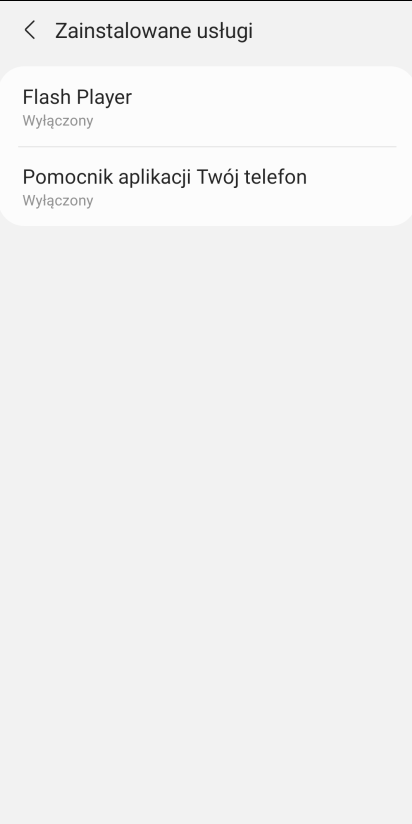 Zainstalowane usługi
Flash Player
Wyłączony
Pomocnik aplikacji Twój telefon
Wyłączony